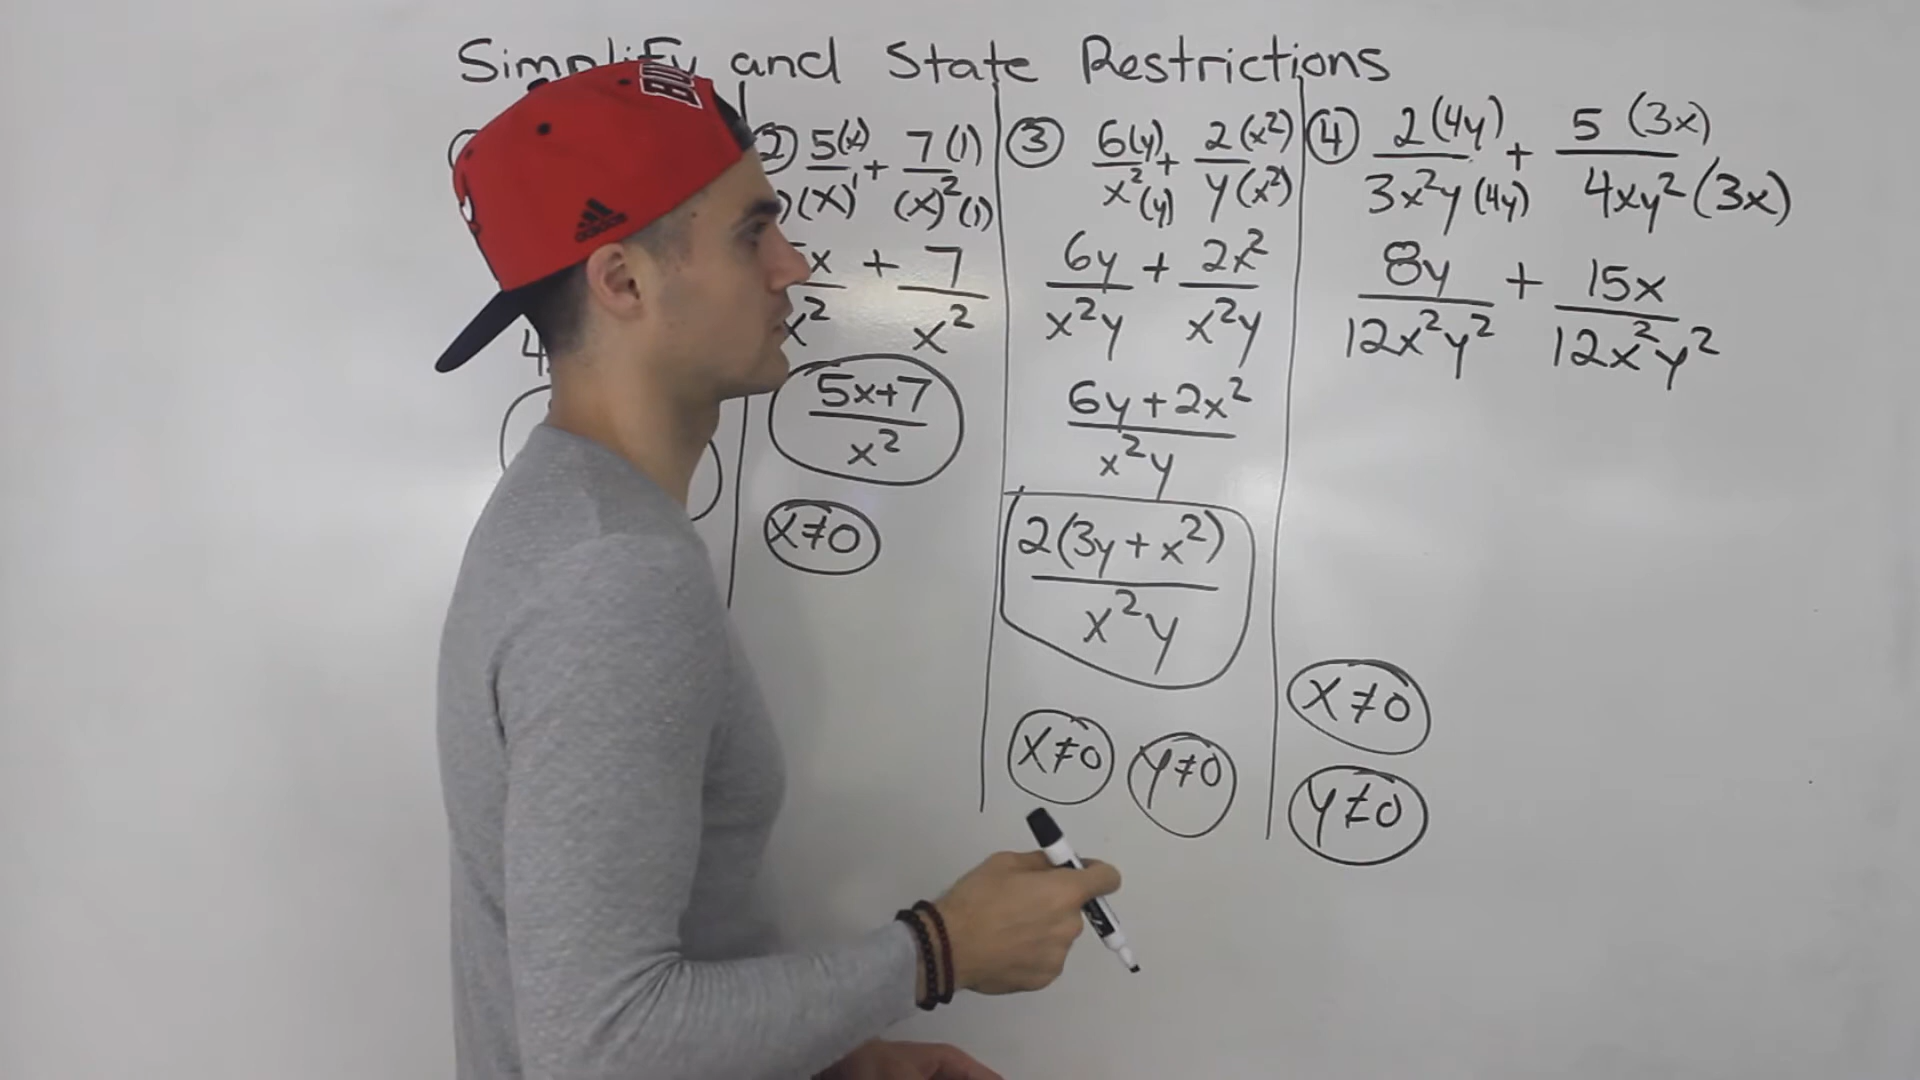 Simplify and State Restrictions
② 5(x) + 7(1)
(x)¹ (x)²(1)
x + 7
x² x²
5x+7
x²
x≠0
③ 6(y) + 2(x²)
x²(y) y(x²)
6y + 2x²
x²y x²y
6y+2x²
x²y
2(3y+x²)
x²y
x≠0 y≠0
④ 2(4y) + 5(3x)
3x²y(4y) 4xy²(3x)
8y + 15x
12x²y² 12x²y²
x≠0
y≠0
4